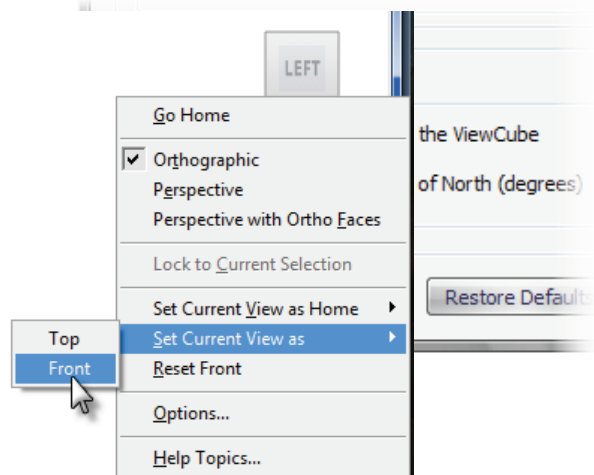 LEFT
Go Home
Orthographic
Perspective
Perspective with Ortho Faces
Lock to Current Selection
Set Current View as Home
Set Current View as
Reset Front
Options...
Help Topics...
Top
Front
the ViewCube
of North (degrees)
Restore Defaults